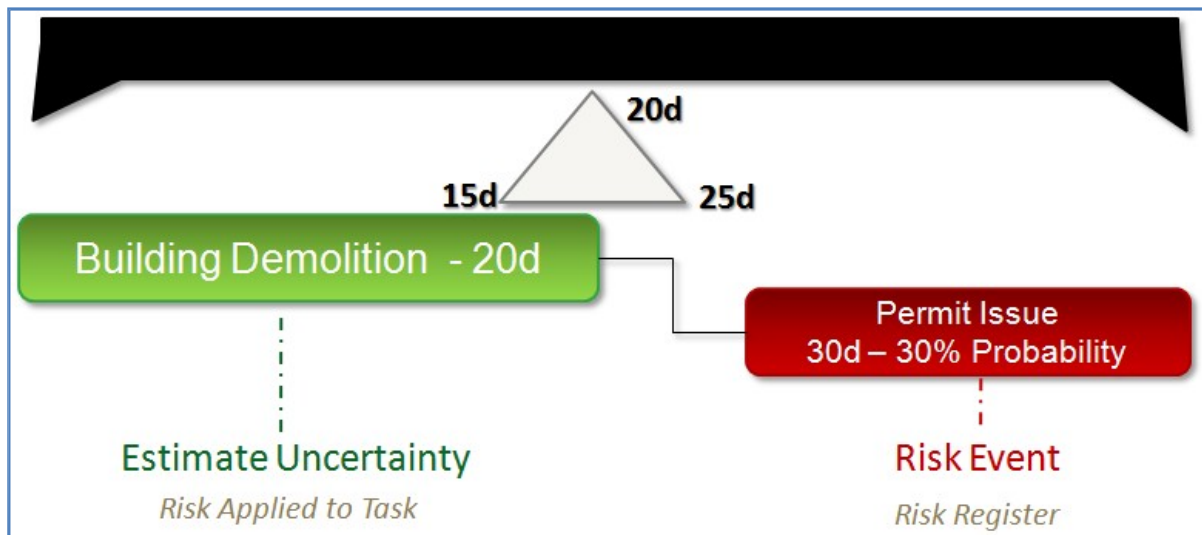 20d
15d
25d
Building Demolition - 20d
Permit Issue
30d – 30% Probability
Estimate Uncertainty
Risk Applied to Task
Risk Event
Risk Register